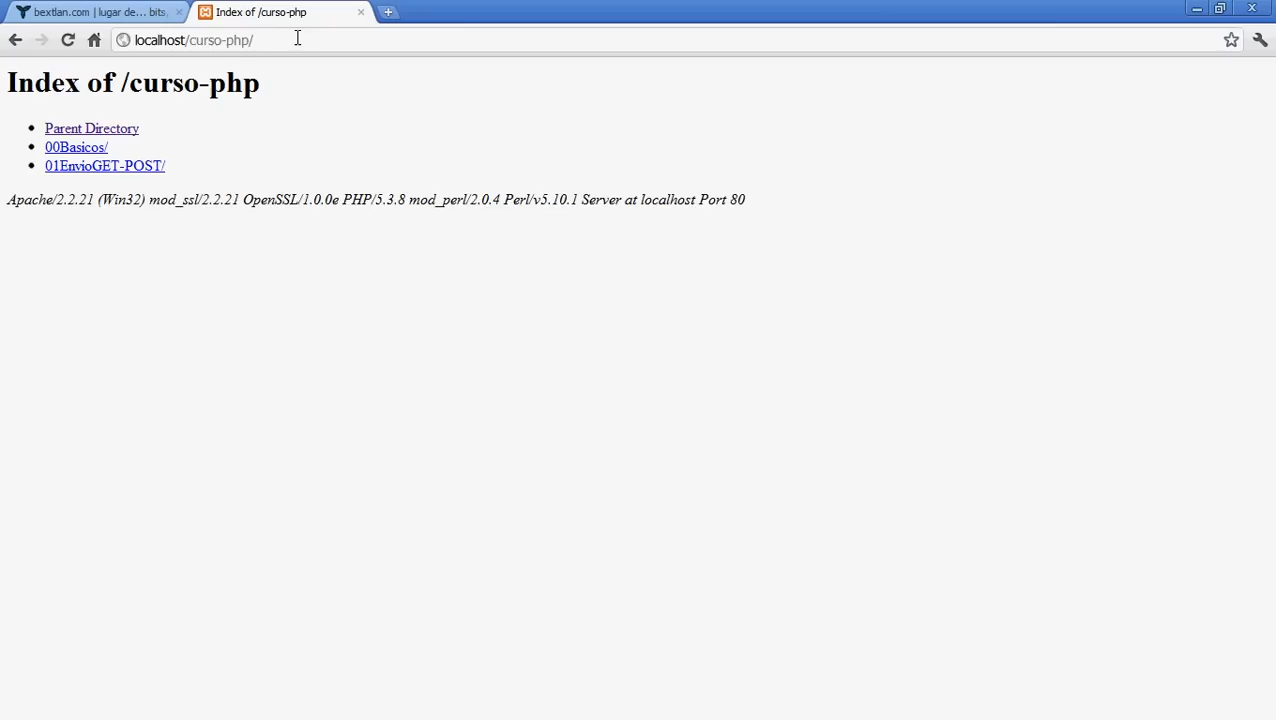 bextlan.com | lugar de... bits,
Index of /curso-php
localhost/curso-php/
Index of /curso-php
Parent Directory
00Basicos/
01EnvioGET-POST/
Apache/2.2.21 (Win32) mod_ssl/2.2.21 OpenSSL/1.0.0e PHP/5.3.8 mod_perl/2.0.4 Perl/v5.10.1 Server at localhost Port 80